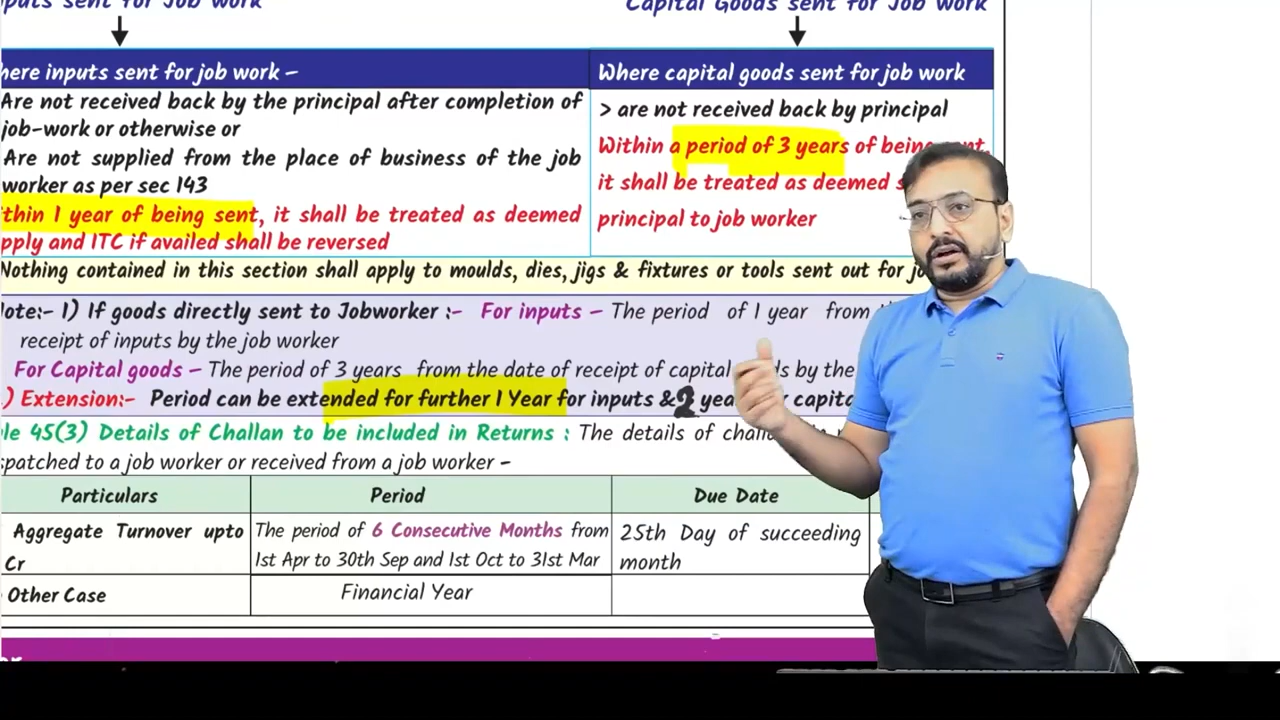 puts sent for Job work
Capital Goods sent for Job work
here inputs sent for job work –
Are not received back by the principal after completion of
job-work or otherwise or
Are not supplied from the place of business of the job
worker as per sec 143
thin 1 year of being sent, it shall be treated as deemed
pply and ITC if availed shall be reversed
Where capital goods sent for job work
> are not received back by principal
Within a period of 3 years of being sent,
it shall be treated as deemed s
principal to job worker
Nothing contained in this section shall apply to moulds, dies, jigs & fixtures or tools sent out for jo
ote:- 1) If goods directly sent to Jobworker :- For inputs – The period of 1 year from
receipt of inputs by the job worker
For Capital goods – The period of 3 years from the date of receipt of capital by the
) Extension:- Period can be extended for further 1 Year for inputs & 2 yea capita
le 45(3) Details of Challan to be included in Returns : The details of chal
spatched to a job worker or received from a job worker –
Particulars Period Due Date
Aggregate Turnover upto
Cr
The period of 6 Consecutive Months from
1st Apr to 30th Sep and 1st Oct to 31st Mar
25th Day of succeeding
month
Other Case Financial Year